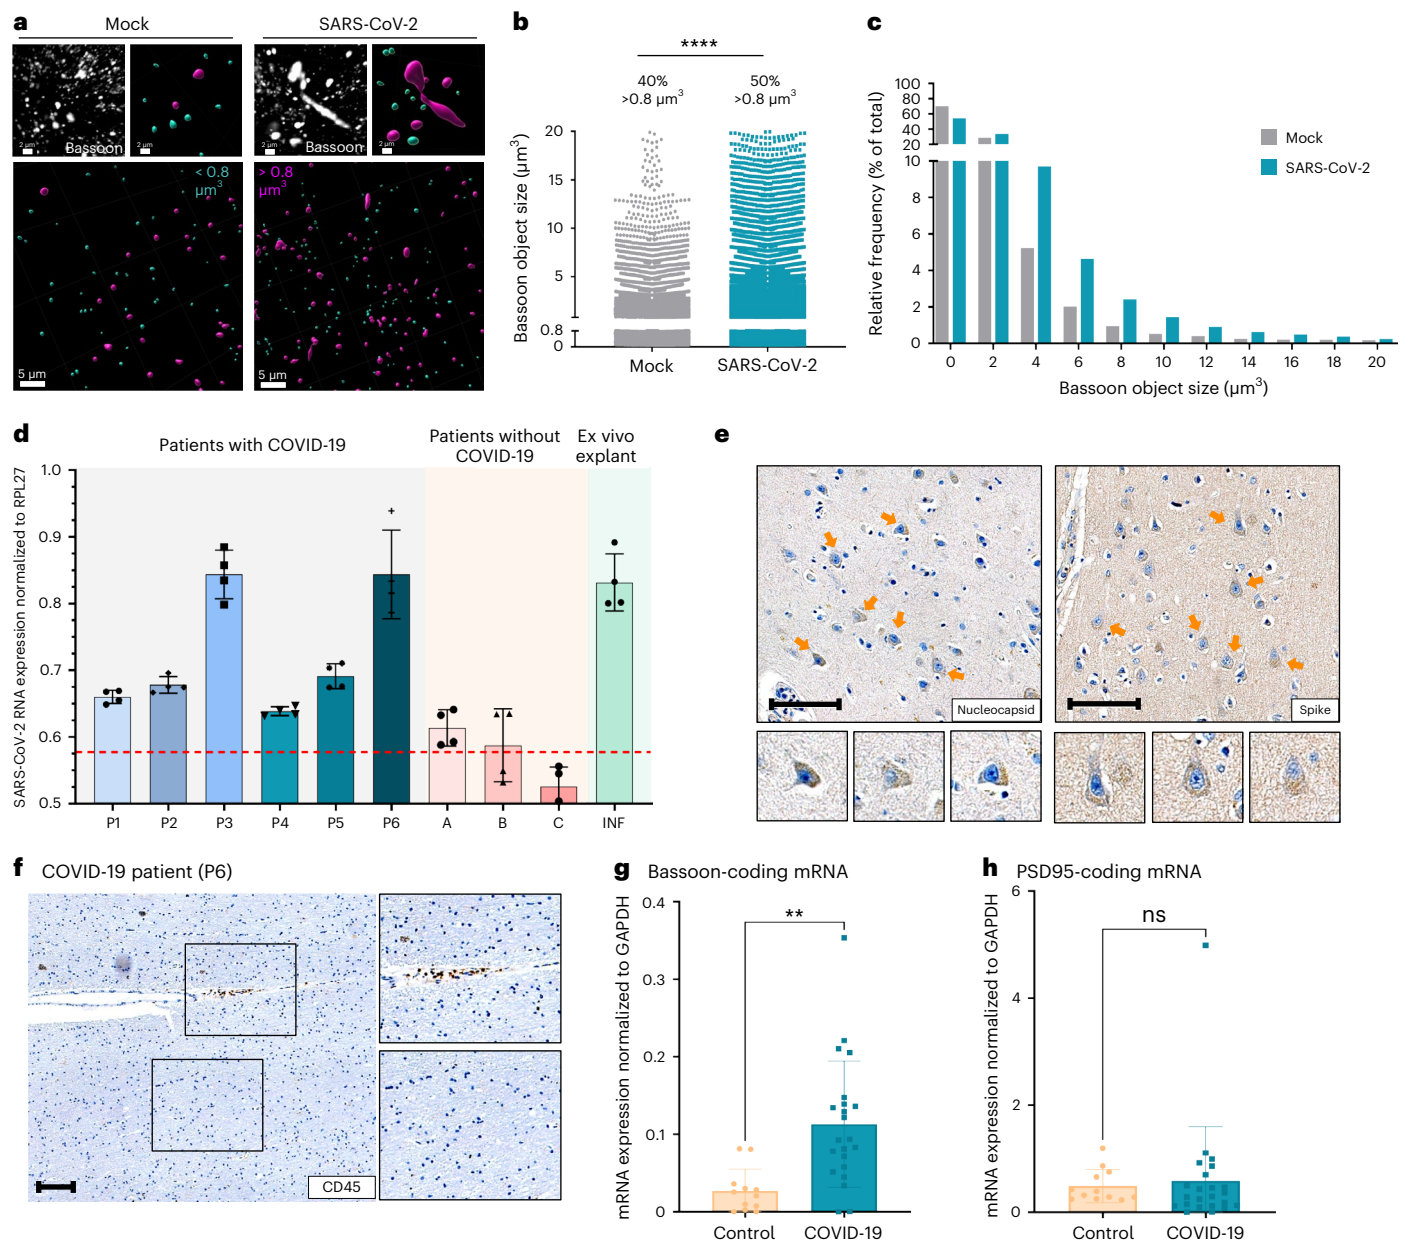 a
Mock
SARS-CoV-2
Bassoon
2 µm
2 µm
Bassoon
2 µm
2 µm
< 0.8
µm3
> 0.8
µm3
5 µm
5 µm
b
****
40%
>0.8 µm3
50%
>0.8 µm3
Bassoon object size (µm3)
20
15
10
5
0.8
0
Mock
SARS-CoV-2
c
Relative frequency (% of total)
100
80
60
40
20
10
8
6
4
2
0
0
2
4
6
8
10
12
14
16
18
20
Bassoon object size (µm3)
Mock
SARS-CoV-2
d
Patients with COVID-19
Patients without
COVID-19
Ex vivo
explant
SARS-CoV-2 RNA expression normalized to RPL27
1.0
0.9
0.8
0.7
0.6
0.5
P1
P2
P3
P4
P5
P6
A
B
C
INF
e
Nucleocapsid
Spike
f
COVID-19 patient (P6)
CD45
g
Bassoon-coding mRNA
mRNA expression normalized to GAPDH
0.4
0.3
0.2
0.1
0
**
Control
COVID-19
h
PSD95-coding mRNA
mRNA expression normalized to GAPDH
6
4
2
0
ns
Control
COVID-19